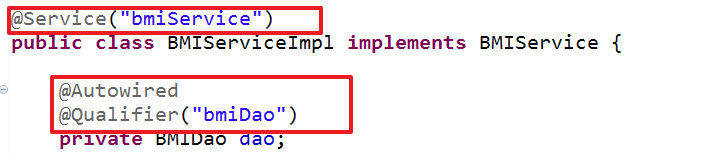 @Service("bmiService")
public class BMIServiceImpl implements BMIService {
@Autowired
@Qualifier("bmiDao")
private BMIDao dao;